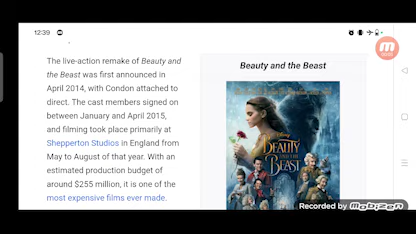 12:39
The live-action remake of Beauty and
the Beast was first announced in
April 2014, with Condon attached to
direct. The cast members signed on
between January and April 2015,
and filming took place primarily at
Shepperton Studios in England from
May to August of that year. With an
estimated production budget of
around $255 million, it is one of the
most expensive films ever made.
Beauty and the Beast
Disney
BEAUTY
AND THE
BEAST
Recorded by Mobizen